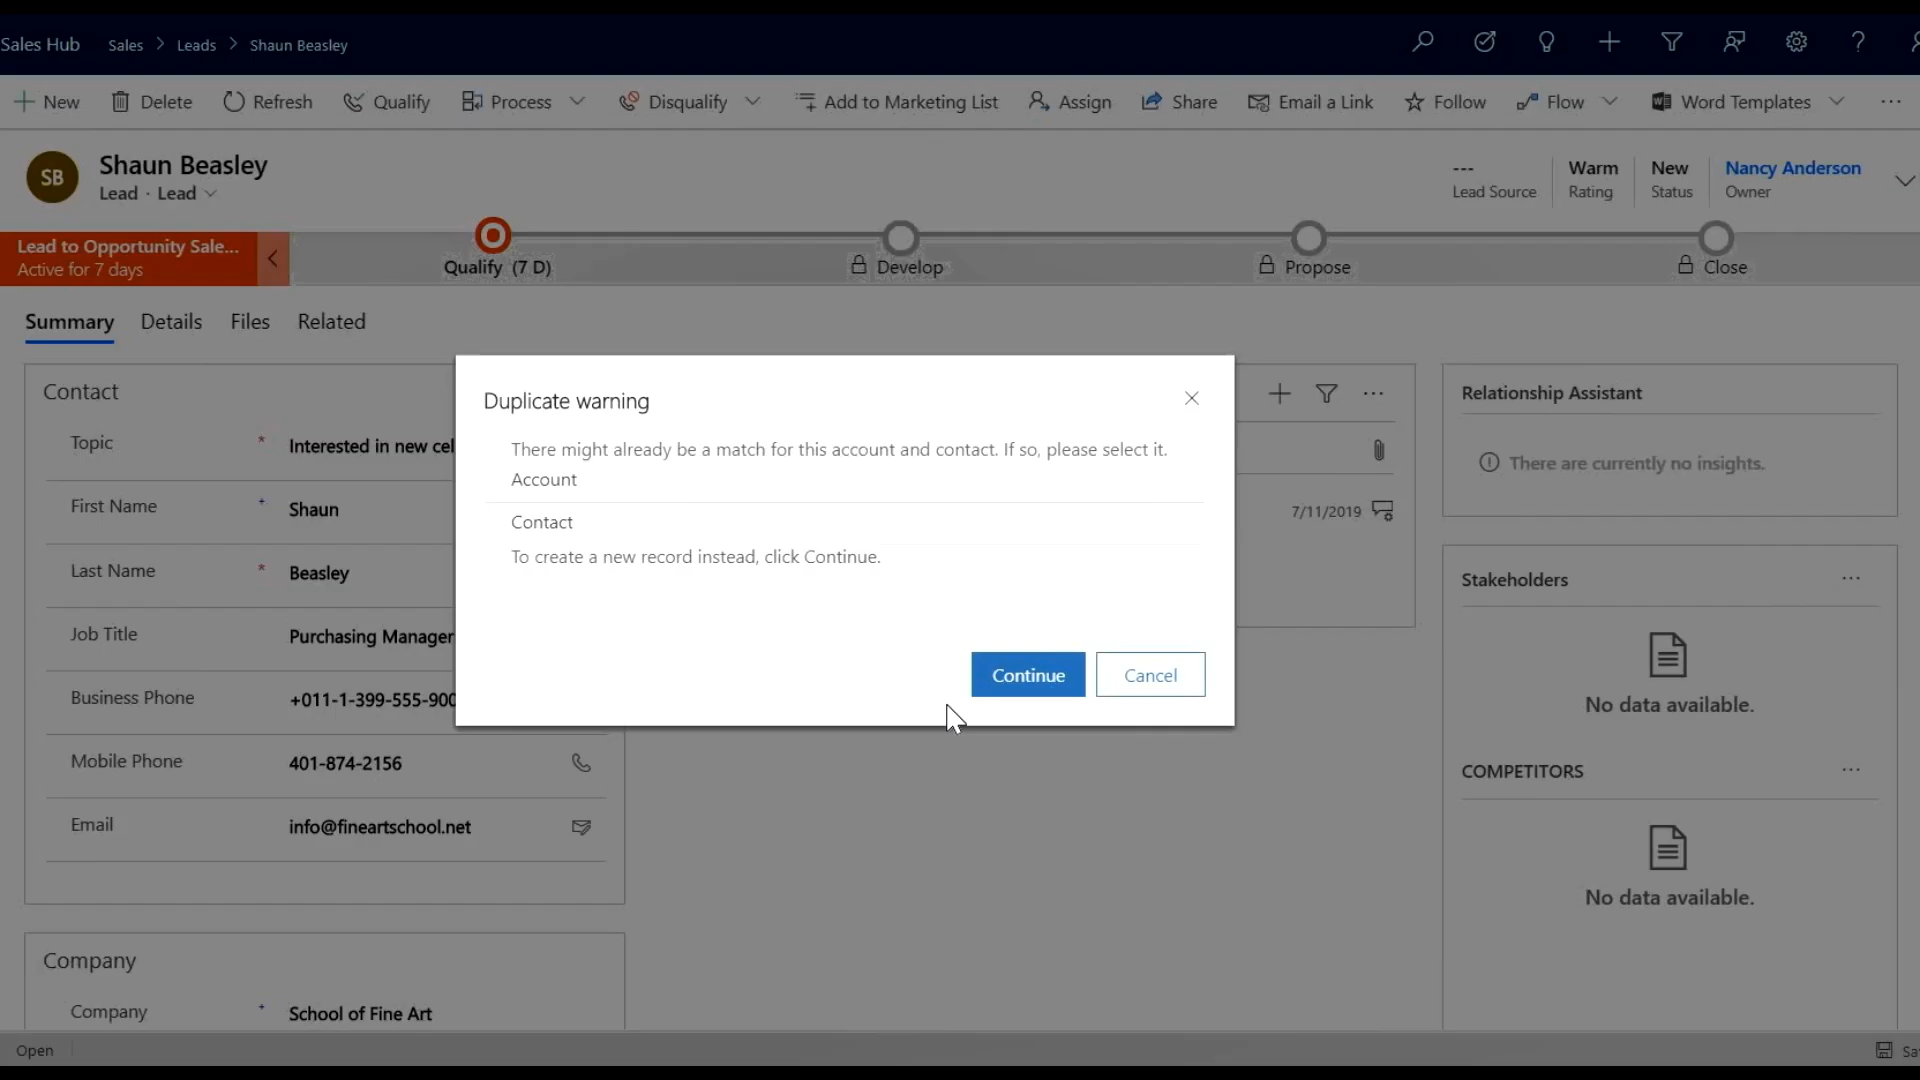 Sales Hub
Sales > Leads > Shaun Beasley
New Delete Refresh Qualify Process Disqualify Add to Marketing List Assign Share Email a Link Follow Flow Word Templates
SB
Shaun Beasley
Lead · Lead
---
Lead Source
Warm
Rating
New
Status
Nancy Anderson
Owner
Lead to Opportunity Sale...
Active for 7 days
Qualify (7 D)
Develop
Propose
Close
Summary Details Files Related
Contact
Topic * Interested in new cel
First Name + Shaun
Last Name * Beasley
Job Title Purchasing Manager
Business Phone +011-1-399-555-900
Mobile Phone 401-874-2156
Email info@fineartschool.net
Company
Company + School of Fine Art
Duplicate warning
There might already be a match for this account and contact. If so, please select it.
Account
Contact
To create a new record instead, click Continue.
Continue
Cancel
7/11/2019
Relationship Assistant
There are currently no insights.
Stakeholders
No data available.
COMPETITORS
No data available.
Open